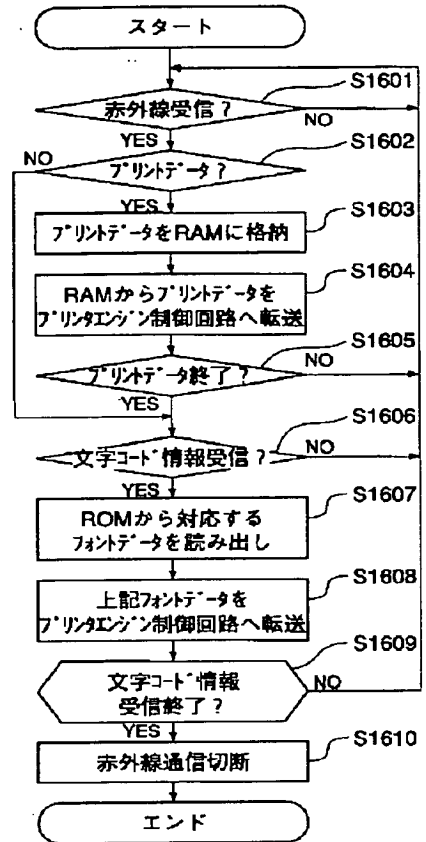 スタート
S1601
赤外線受信?
NO
YES
S1602
NO
プリントデータ?
YES
S1603
プリントデータをRAMに格納
S1604
RAMからプリントデータを
プリンタエンジン制御回路へ転送
S1605
プリントデータ終了?
NO
YES
S1606
文字コード情報受信?
NO
YES
S1607
ROMから対応する
フォントデータを読み出し
S1608
上記フォントデータを
プリンタエンジン制御回路へ転送
S1609
文字コード情報
受信終了?
NO
YES
S1610
赤外線通信切断
エンド